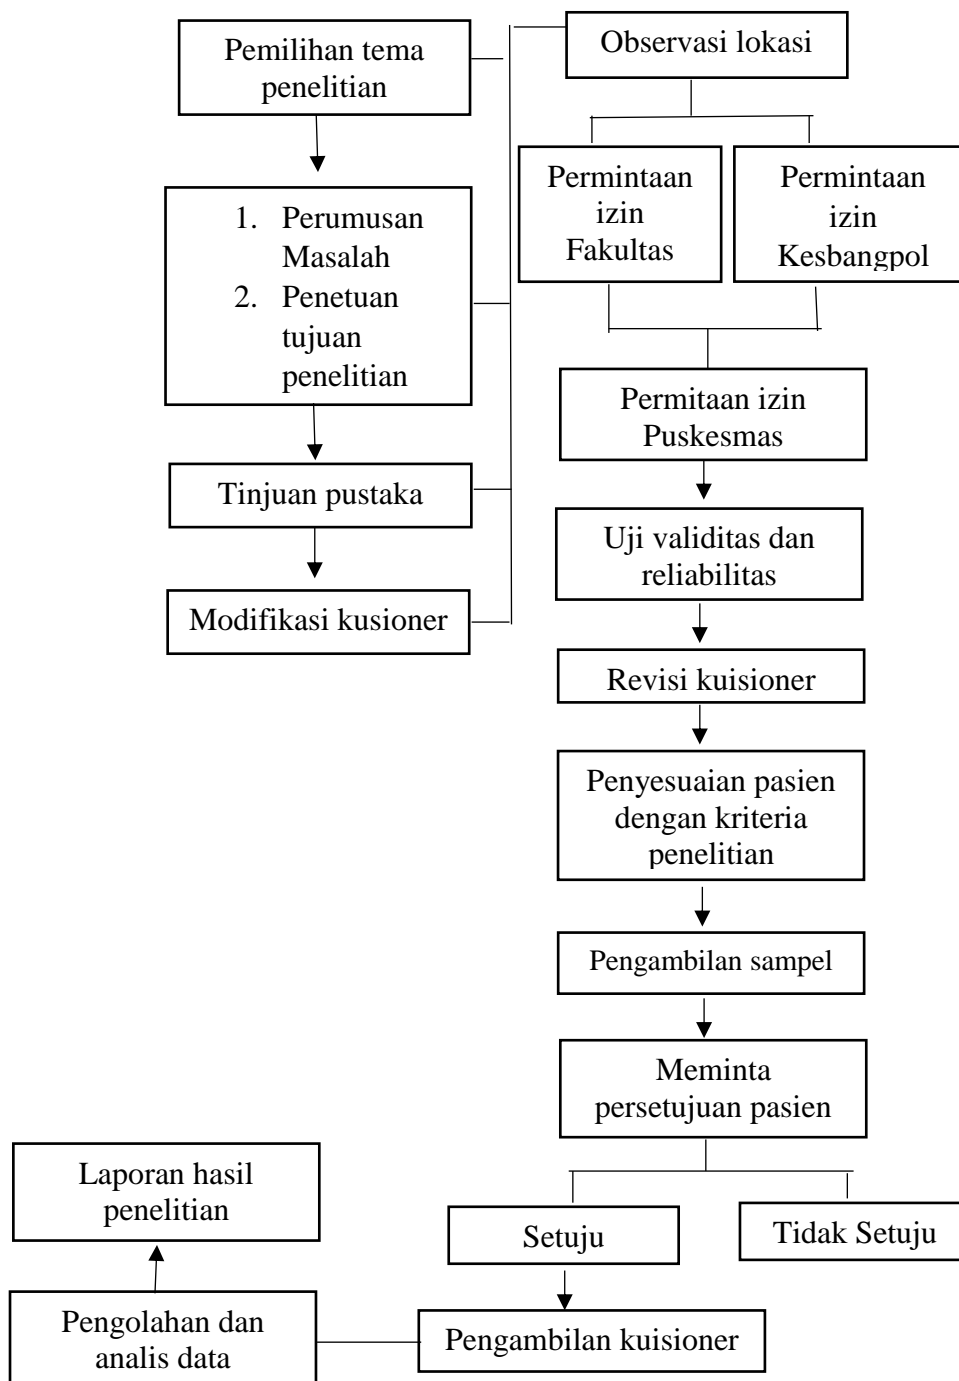 Pemilihan tema
penelitian
1. Perumusan
Masalah
2. Penetuan
tujuan
penelitian
Tinjuan pustaka
Modifikasi kusioner
Observasi lokasi
Permintaan
izin
Fakultas
Permintaan
izin
Kesbangpol
Permitaan izin
Puskesmas
Uji validitas dan
reliabilitas
Revisi kuisioner
Penyesuaian pasien
dengan kriteria
penelitian
Pengambilan sampel
Meminta
persetujuan pasien
Setuju
Tidak Setuju
Pengambilan kuisioner
Pengolahan dan
analis data
Laporan hasil
penelitian